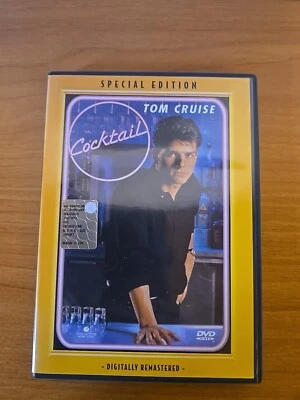 SPECIAL EDITION
TOM CRUISE
Cocktail
DVD
- DIGITALLY REMASTERED -